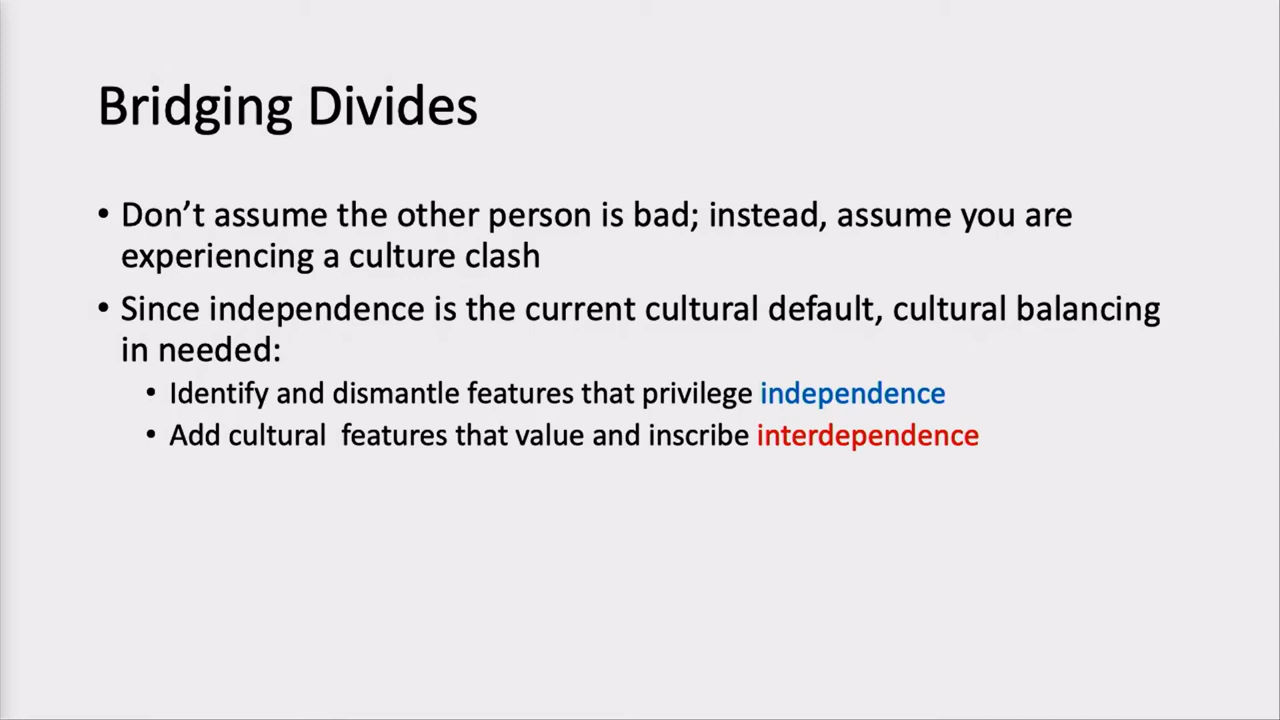 Bridging Divides
• Don’t assume the other person is bad; instead, assume you are
experiencing a culture clash
• Since independence is the current cultural default, cultural balancing
in needed:
• Identify and dismantle features that privilege independence
• Add cultural  features that value and inscribe interdependence